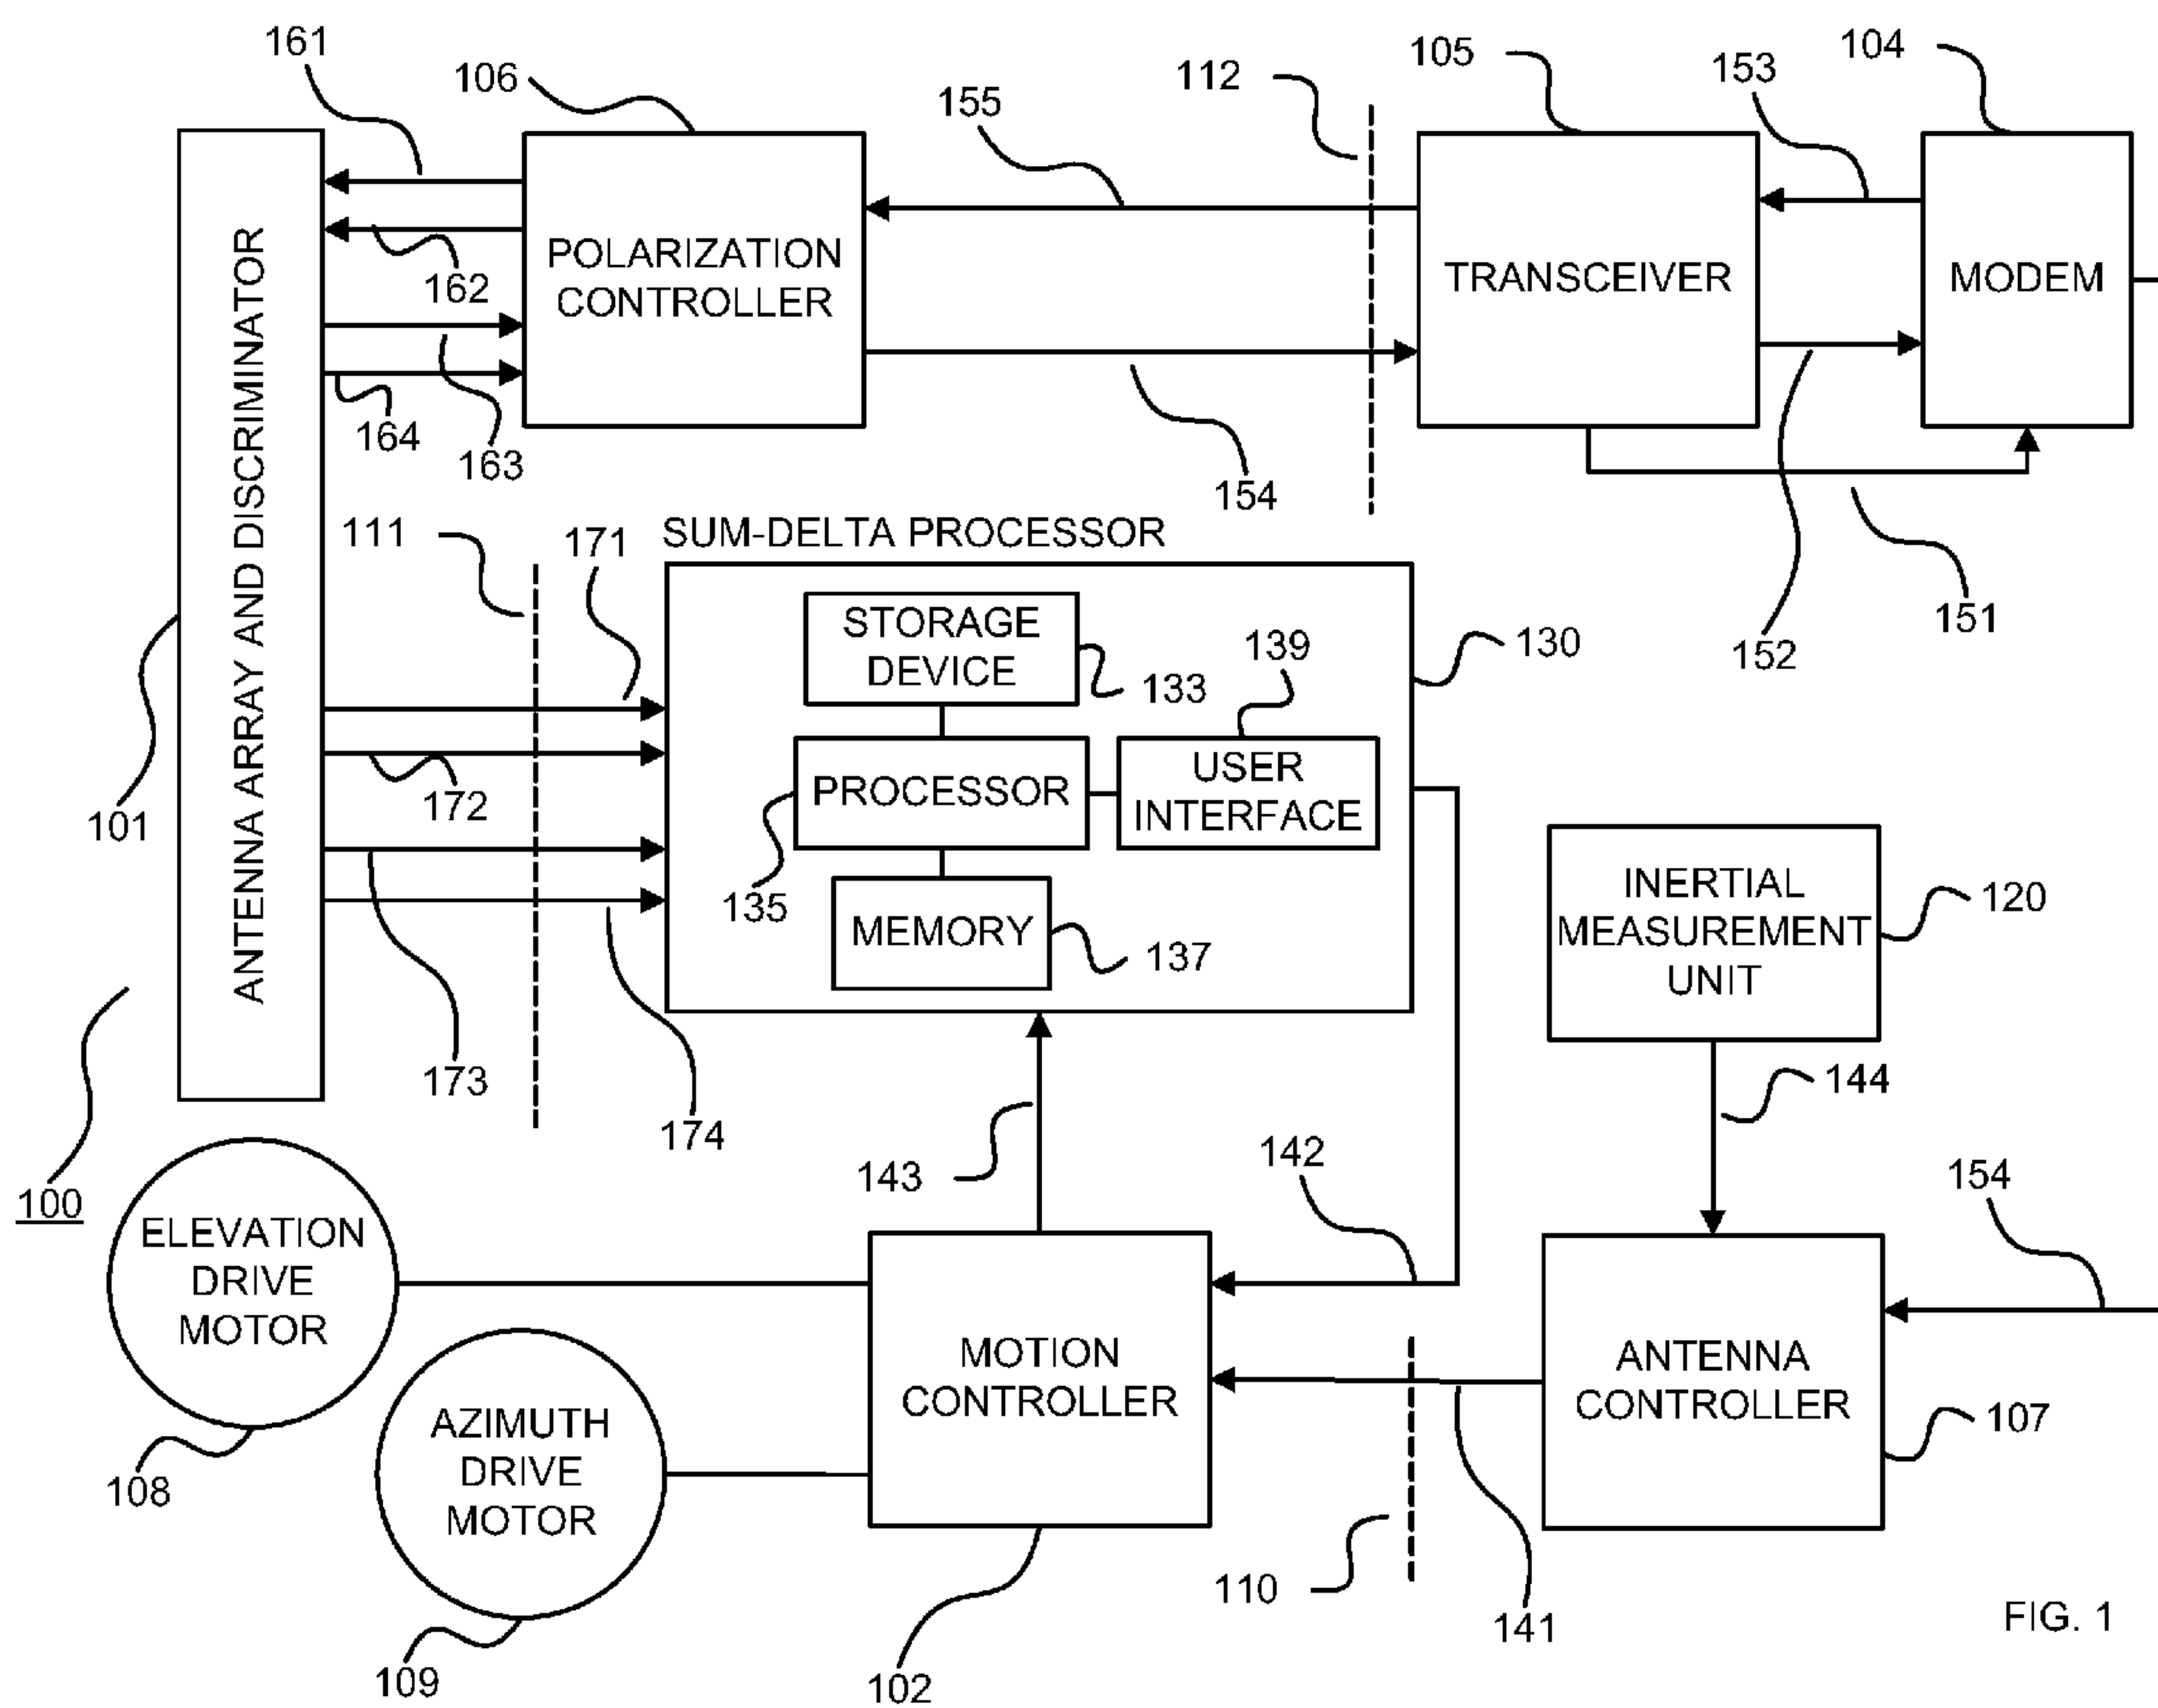 161
106
155
112
105
153
104
POLARIZATION
CONTROLLER
TRANSCEIVER
MODEM
162
164
163
154
152
151
ANTENNA ARRAY AND DISCRIMINATOR
101
111
171
172
173
174
SUM-DELTA PROCESSOR
130
STORAGE
DEVICE
133
139
PROCESSOR
135
USER
INTERFACE
MEMORY
137
INERTIAL
MEASUREMENT
UNIT
120
144
100
143
142
154
ELEVATION
DRIVE
MOTOR
108
AZIMUTH
DRIVE
MOTOR
109
MOTION
CONTROLLER
102
110
141
ANTENNA
CONTROLLER
107
FIG. 1